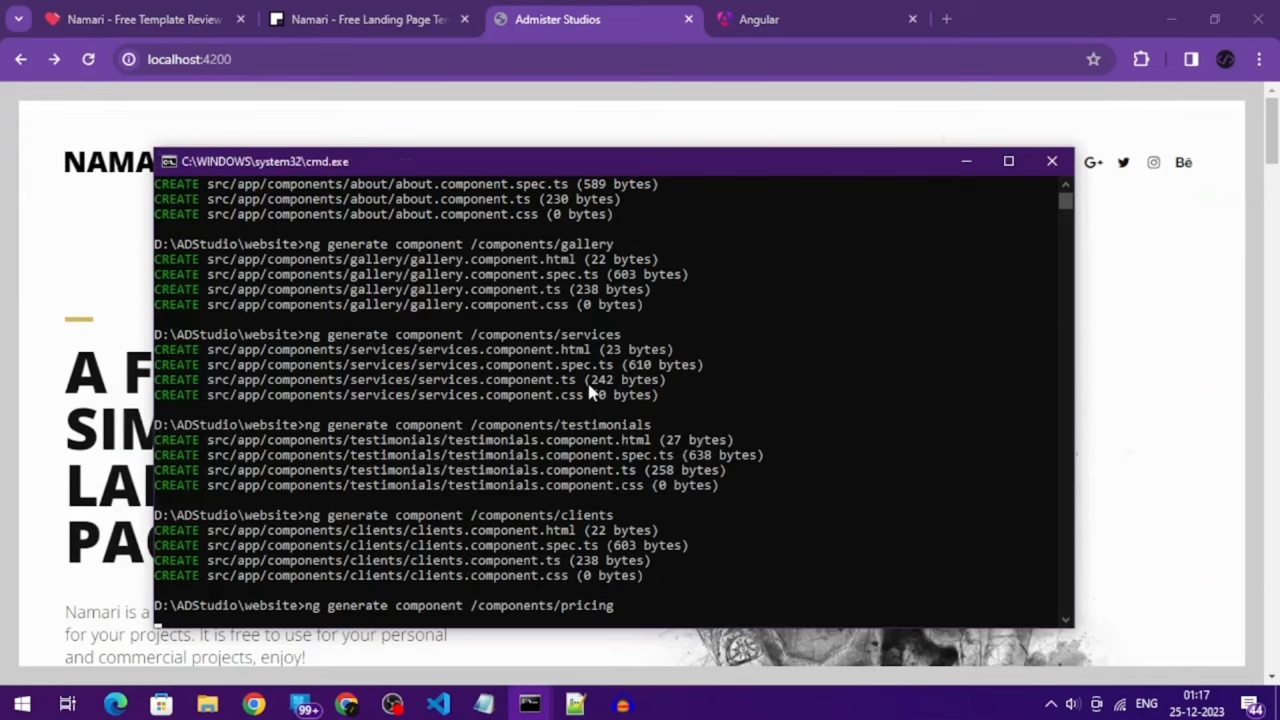 Namari - Free Template Review
Namari - Free Landing Page Te
Admister Studios
Angular
localhost:4200
NAMA
G+
Bē
C:\WINDOWS\system32\cmd.exe
CREATE src/app/components/about/about.component.spec.ts (589 bytes)
CREATE src/app/components/about/about.component.ts (230 bytes)
CREATE src/app/components/about/about.component.css (0 bytes)
D:\ADStudio\website>ng generate component /components/gallery
CREATE src/app/components/gallery/gallery.component.html (22 bytes)
CREATE src/app/components/gallery/gallery.component.spec.ts (603 bytes)
CREATE src/app/components/gallery/gallery.component.ts (238 bytes)
CREATE src/app/components/gallery/gallery.component.css (0 bytes)
D:\ADStudio\website>ng generate component /components/services
CREATE src/app/components/services/services.component.html (23 bytes)
CREATE src/app/components/services/services.component.spec.ts (610 bytes)
CREATE src/app/components/services/services.component.ts (242 bytes)
CREATE src/app/components/services/services.component.css (0 bytes)
D:\ADStudio\website>ng generate component /components/testimonials
CREATE src/app/components/testimonials/testimonials.component.html (27 bytes)
CREATE src/app/components/testimonials/testimonials.component.spec.ts (638 bytes)
CREATE src/app/components/testimonials/testimonials.component.ts (258 bytes)
CREATE src/app/components/testimonials/testimonials.component.css (0 bytes)
D:\ADStudio\website>ng generate component /components/clients
CREATE src/app/components/clients/clients.component.html (22 bytes)
CREATE src/app/components/clients/clients.component.spec.ts (603 bytes)
CREATE src/app/components/clients/clients.component.ts (238 bytes)
CREATE src/app/components/clients/clients.component.css (0 bytes)
D:\ADStudio\website>ng generate component /components/pricing
A F
SIM
LA
PA
Namari is a
for your projects. It is free to use for your personal
and commercial projects, enjoy!
99+
ENG
01:17
25-12-2023
44